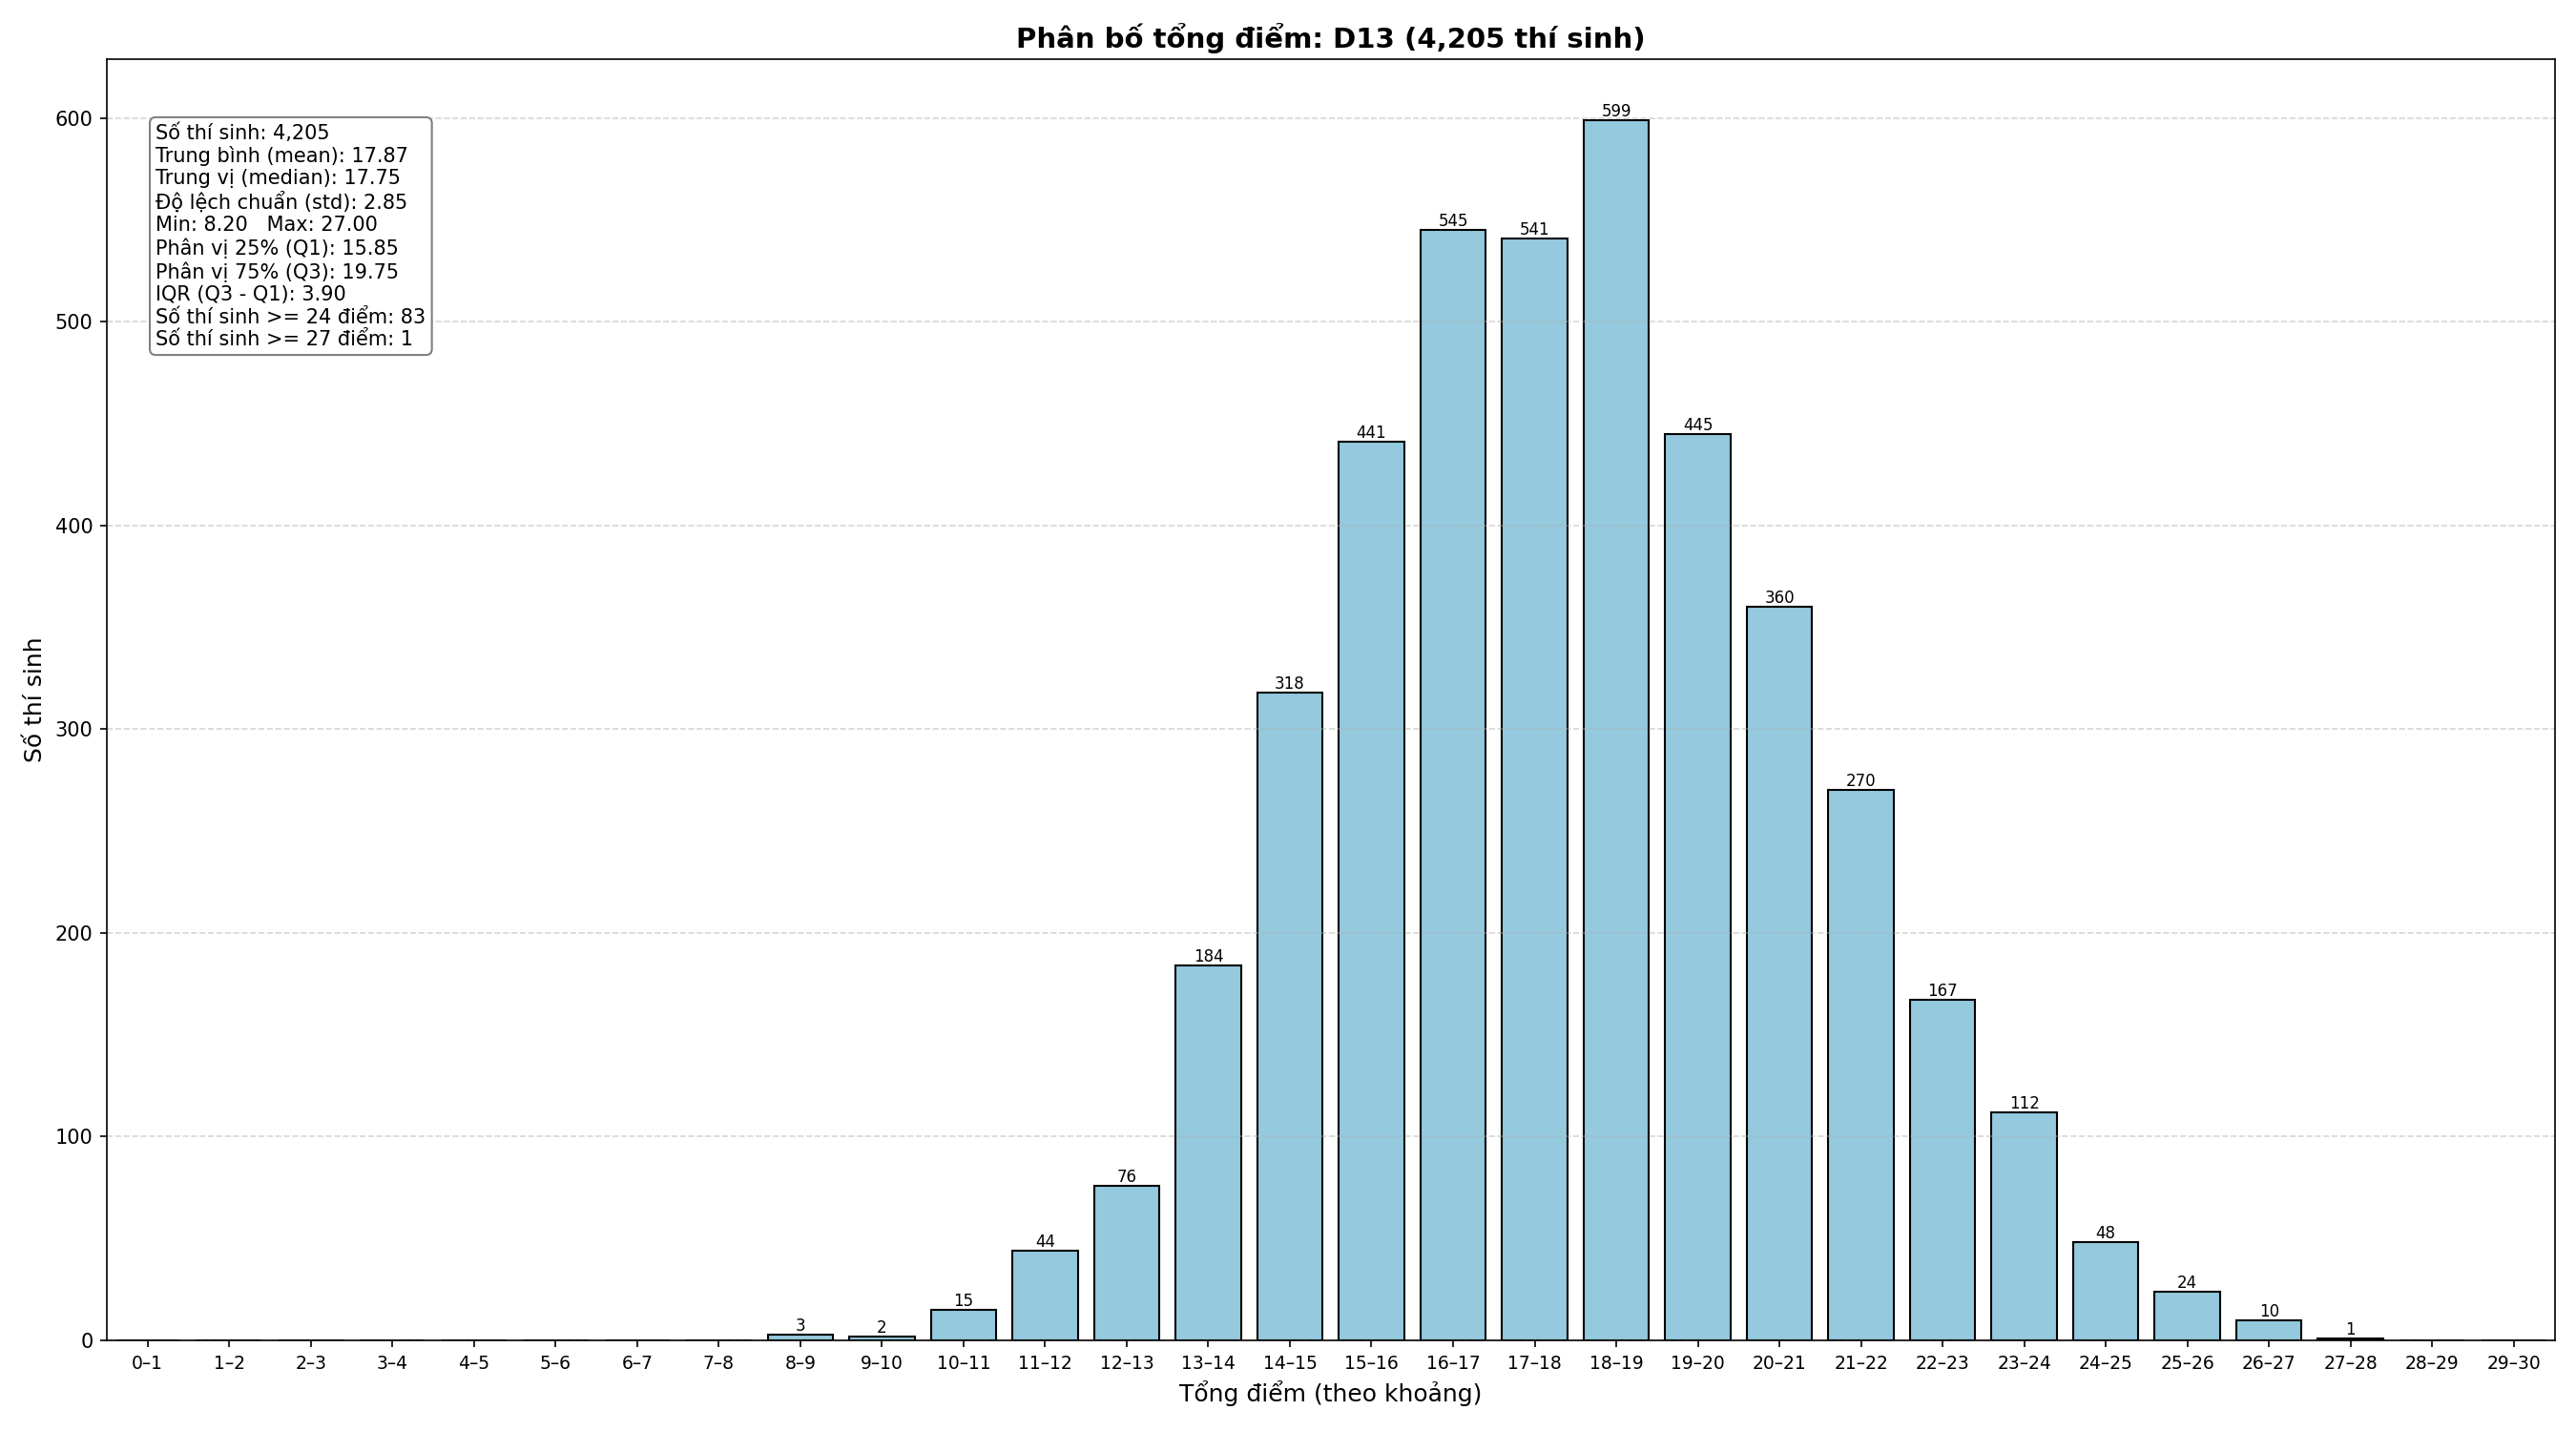 Phân bố tổng điểm: D13 (4,205 thí sinh)
Số thí sinh: 4,205
Trung bình (mean): 17.87
Trung vị (median): 17.75
Độ lệch chuẩn (std): 2.85
Min: 8.20   Max: 27.00
Phân vị 25% (Q1): 15.85
Phân vị 75% (Q3): 19.75
IQR (Q3 - Q1): 3.90
Số thí sinh >= 24 điểm: 83
Số thí sinh >= 27 điểm: 1
Số thí sinh
600
500
400
300
200
100
0
3
2
15
44
76
184
318
441
545
541
599
445
360
270
167
112
48
24
10
1
0–1 1–2 2–3 3–4 4–5 5–6 6–7 7–8 8–9 9–10 10–11 11–12 12–13 13–14 14–15 15–16 16–17 17–18 18–19 19–20 20–21 21–22 22–23 23–24 24–25 25–26 26–27 27–28 28–29 29–30
Tổng điểm (theo khoảng)